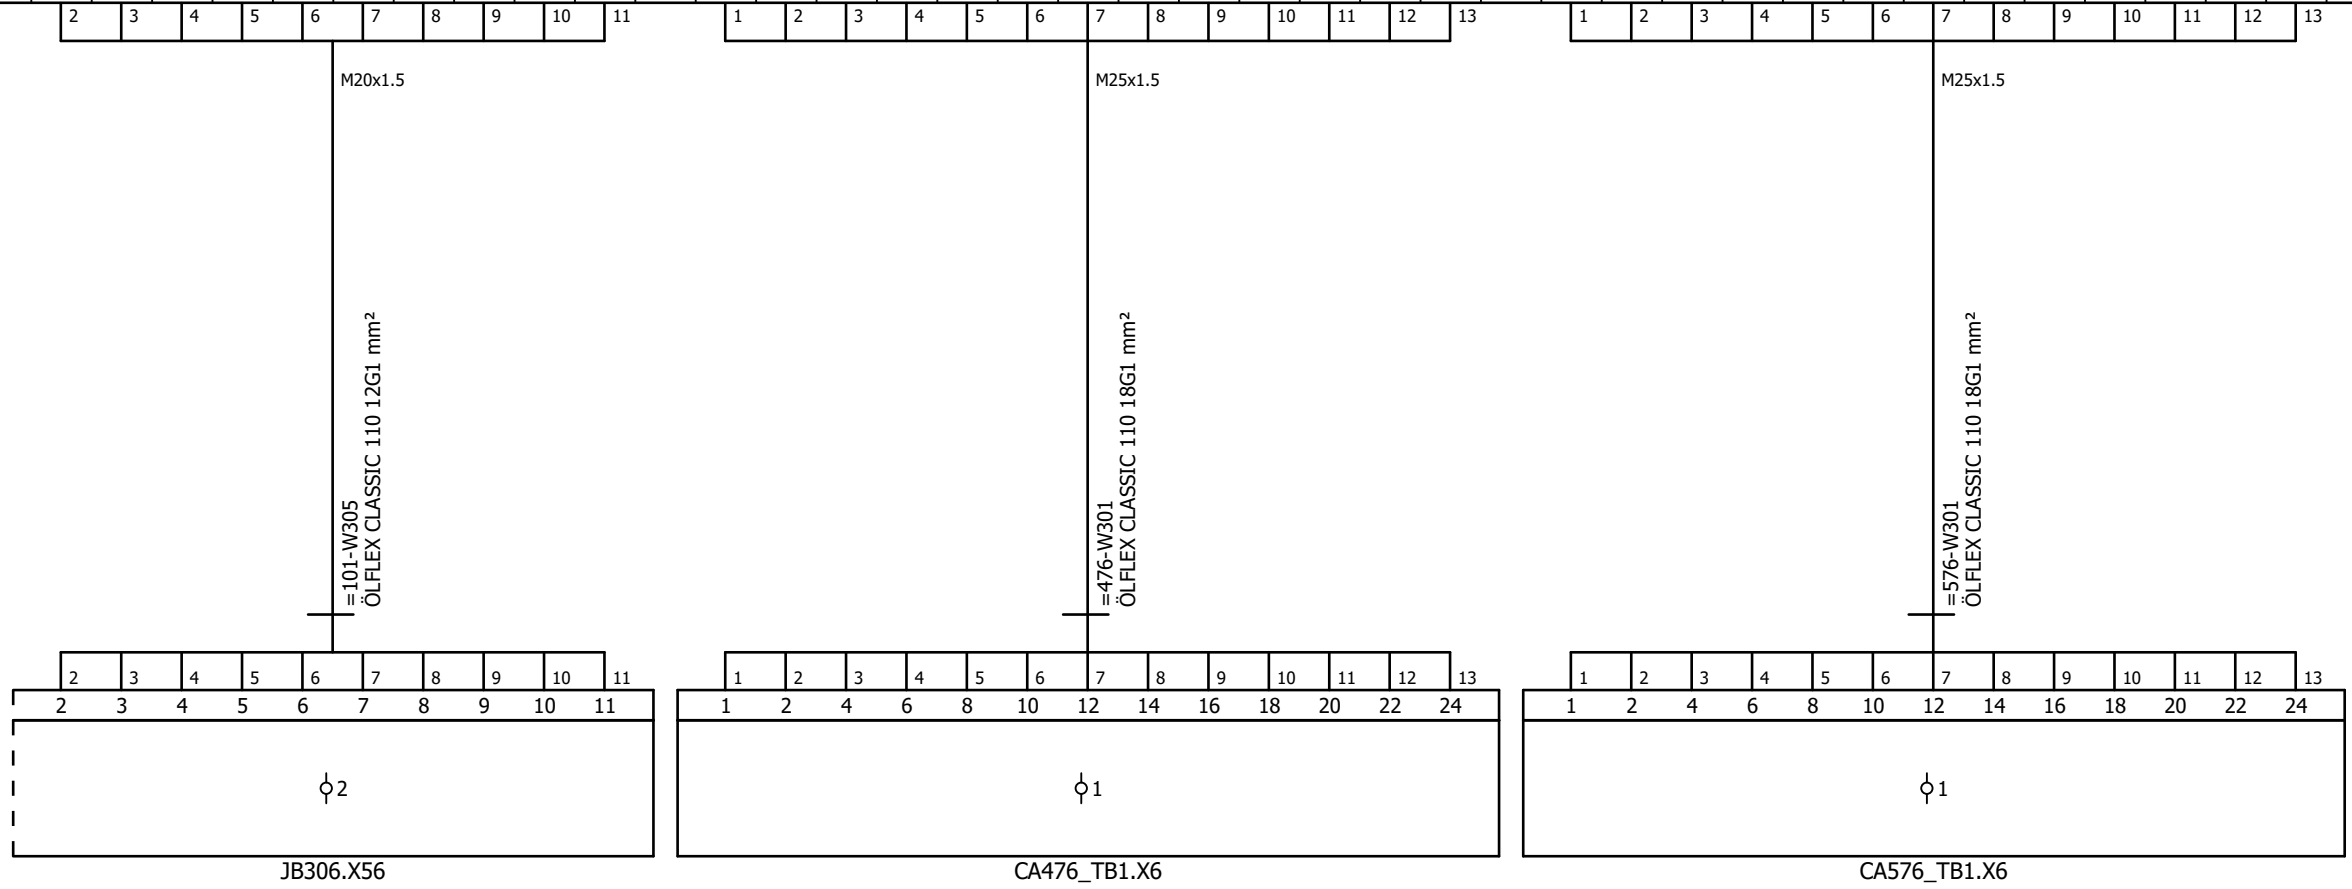 2 3 4 5 6 7 8 9 10 11
1 2 3 4 5 6 7 8 9 10 11 12 13
1 2 3 4 5 6 7 8 9 10 11 12 13
M20x1.5
M25x1.5
M25x1.5
=101-W305
ÖLFLEX CLASSIC 110 12G1 mm²
=476-W301
ÖLFLEX CLASSIC 110 18G1 mm²
=576-W301
ÖLFLEX CLASSIC 110 18G1 mm²
2 3 4 5 6 7 8 9 10 11
2 3 4 5 6 7 8 9 10 11
2
JB306.X56
1 2 3 4 5 6 7 8 9 10 11 12 13
1 2 4 6 8 10 12 14 16 18 20 22 24
1
CA476_TB1.X6
1 2 3 4 5 6 7 8 9 10 11 12 13
1 2 4 6 8 10 12 14 16 18 20 22 24
1
CA576_TB1.X6